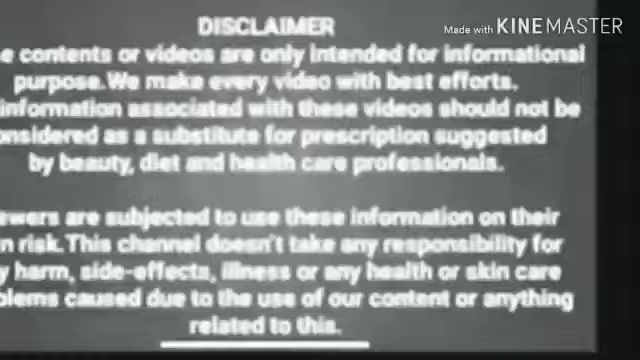 DISCLAIMER
Made with KINEMASTER
e contents or videos are only intended for informational
purpose.We make every video with best efforts.
information associated with these videos should not be
onsidered as a substitute for prescription suggested
by beauty, diet and health care professionals.
ewers are subjected to use these information on their
n risk.This channel doesn't take any responsibility for
y harm, side-effects, illness or any health or skin care
blems caused due to the use of our content or anything
related to this.